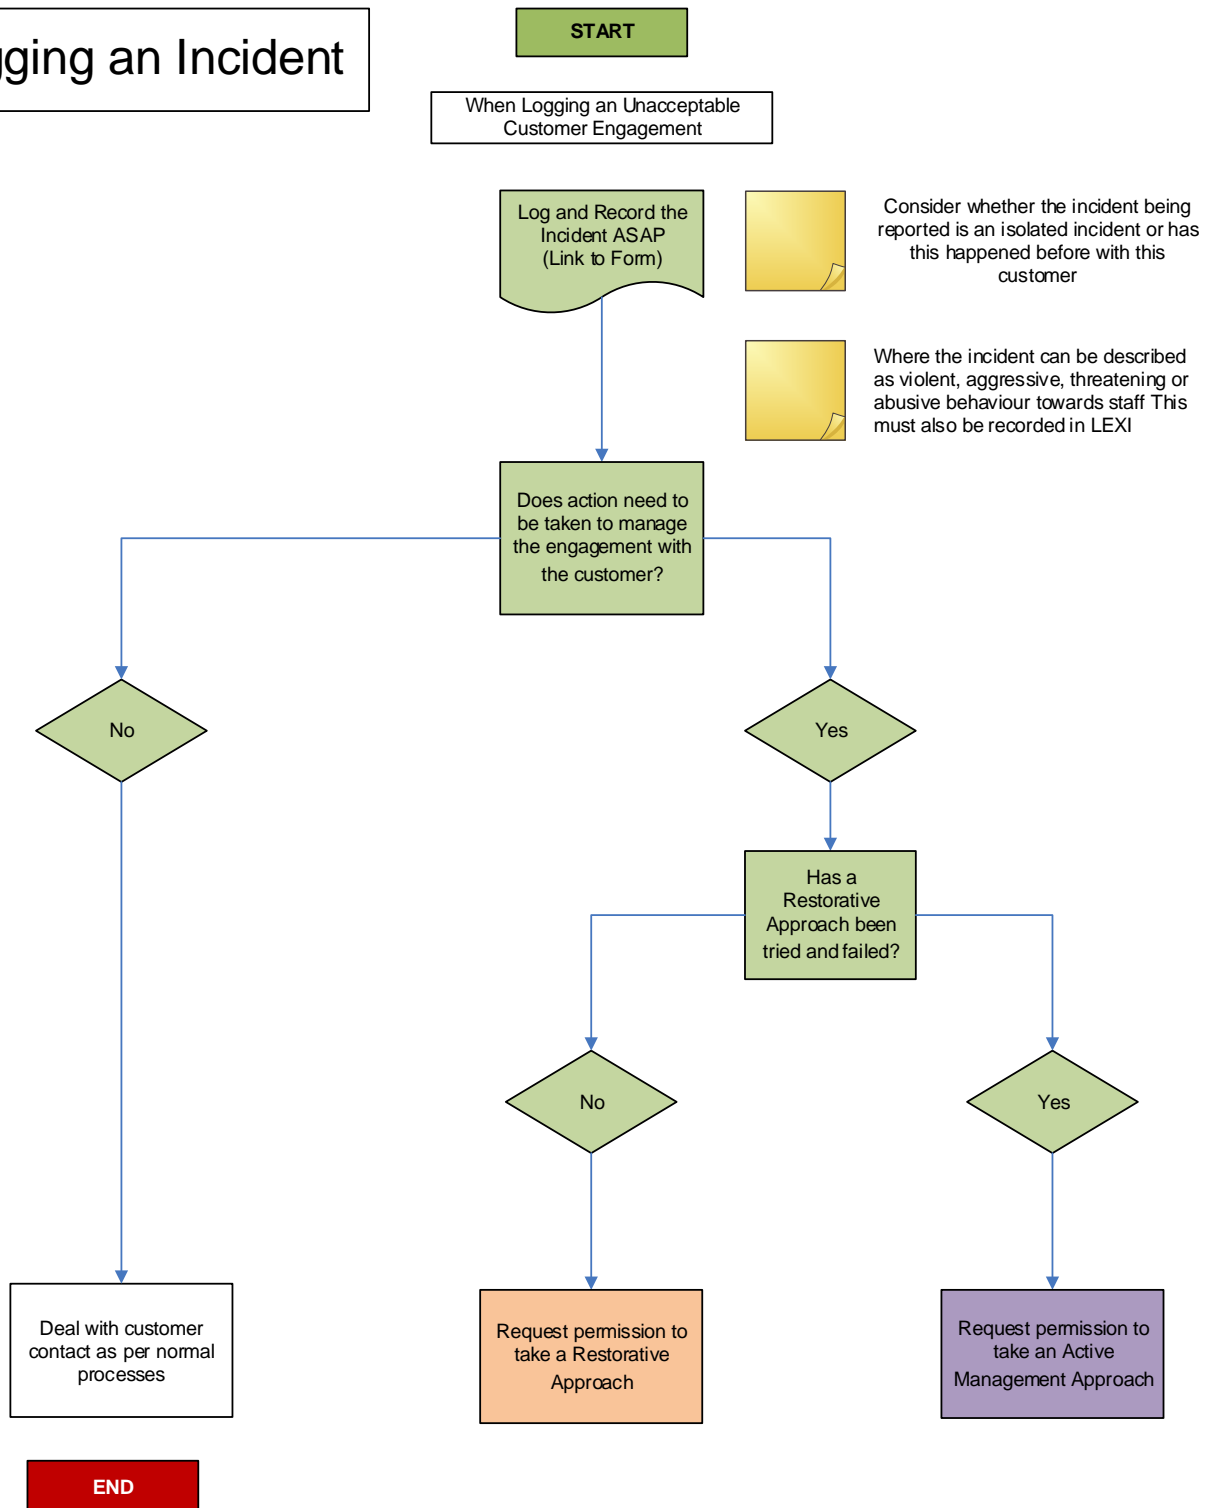 ging an Incident
START
When Logging an Unacceptable
Customer Engagement
Log and Record the
Incident ASAP
(Link to Form)
Consider whether the incident being
reported is an isolated incident or has
this happened before with this
customer
Where the incident can be described
as violent, aggressive, threatening or
abusive behaviour towards staff This
must also be recorded in LEXI
Does action need to
be taken to manage
the engagement with
the customer?
No
Yes
Has a
Restorative
Approach been
tried and failed?
No
Yes
Deal with customer
contact as per normal
processes
Request permission to
take a Restorative
Approach
Request permission to
take an Active
Management Approach
END